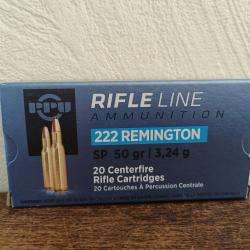 PPU
RIFLE LINE
AMMUNITION
222 REMINGTON
SP 50 gr | 3,24 g
20 Centerfire
Rifle Cartridges
20 Cartouches À Percussion Centrale